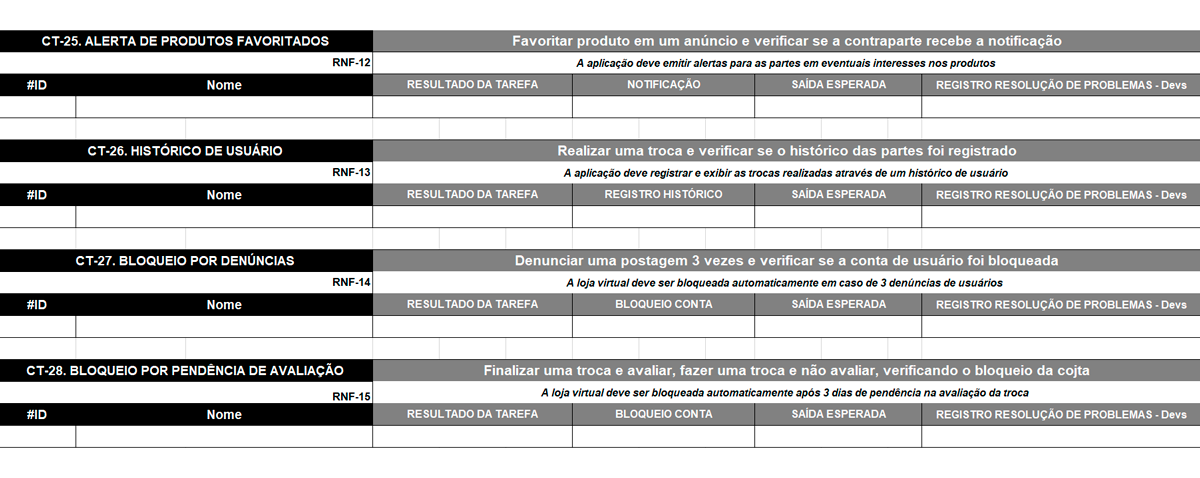 CT-25. ALERTA DE PRODUTOS FAVORITADOS Favoritar produto em um anúncio e verificar se a contraparte recebe a notificação
RNF-12 A aplicação deve emitir alertas para as partes em eventuais interesses nos produtos
#ID Nome RESULTADO DA TAREFA NOTIFICAÇÃO SAÍDA ESPERADA REGISTRO RESOLUÇÃO DE PROBLEMAS - Devs
CT-26. HISTÓRICO DE USUÁRIO Realizar uma troca e verificar se o histórico das partes foi registrado
RNF-13 A aplicação deve registrar e exibir as trocas realizadas através de um histórico de usuário
#ID Nome RESULTADO DA TAREFA REGISTRO HISTÓRICO SAÍDA ESPERADA REGISTRO RESOLUÇÃO DE PROBLEMAS - Devs
CT-27. BLOQUEIO POR DENÚNCIAS Denunciar uma postagem 3 vezes e verificar se a conta de usuário foi bloqueada
RNF-14 A loja virtual deve ser bloqueada automaticamente em caso de 3 denúncias de usuários
#ID Nome RESULTADO DA TAREFA BLOQUEIO CONTA SAÍDA ESPERADA REGISTRO RESOLUÇÃO DE PROBLEMAS - Devs
CT-28. BLOQUEIO POR PENDÊNCIA DE AVALIAÇÃO Finalizar uma troca e avaliar, fazer uma troca e não avaliar, verificando o bloqueio da cojta
RNF-15 A loja virtual deve ser bloqueada automaticamente após 3 dias de pendência na avaliação da troca
#ID Nome RESULTADO DA TAREFA BLOQUEIO CONTA SAÍDA ESPERADA REGISTRO RESOLUÇÃO DE PROBLEMAS - Devs